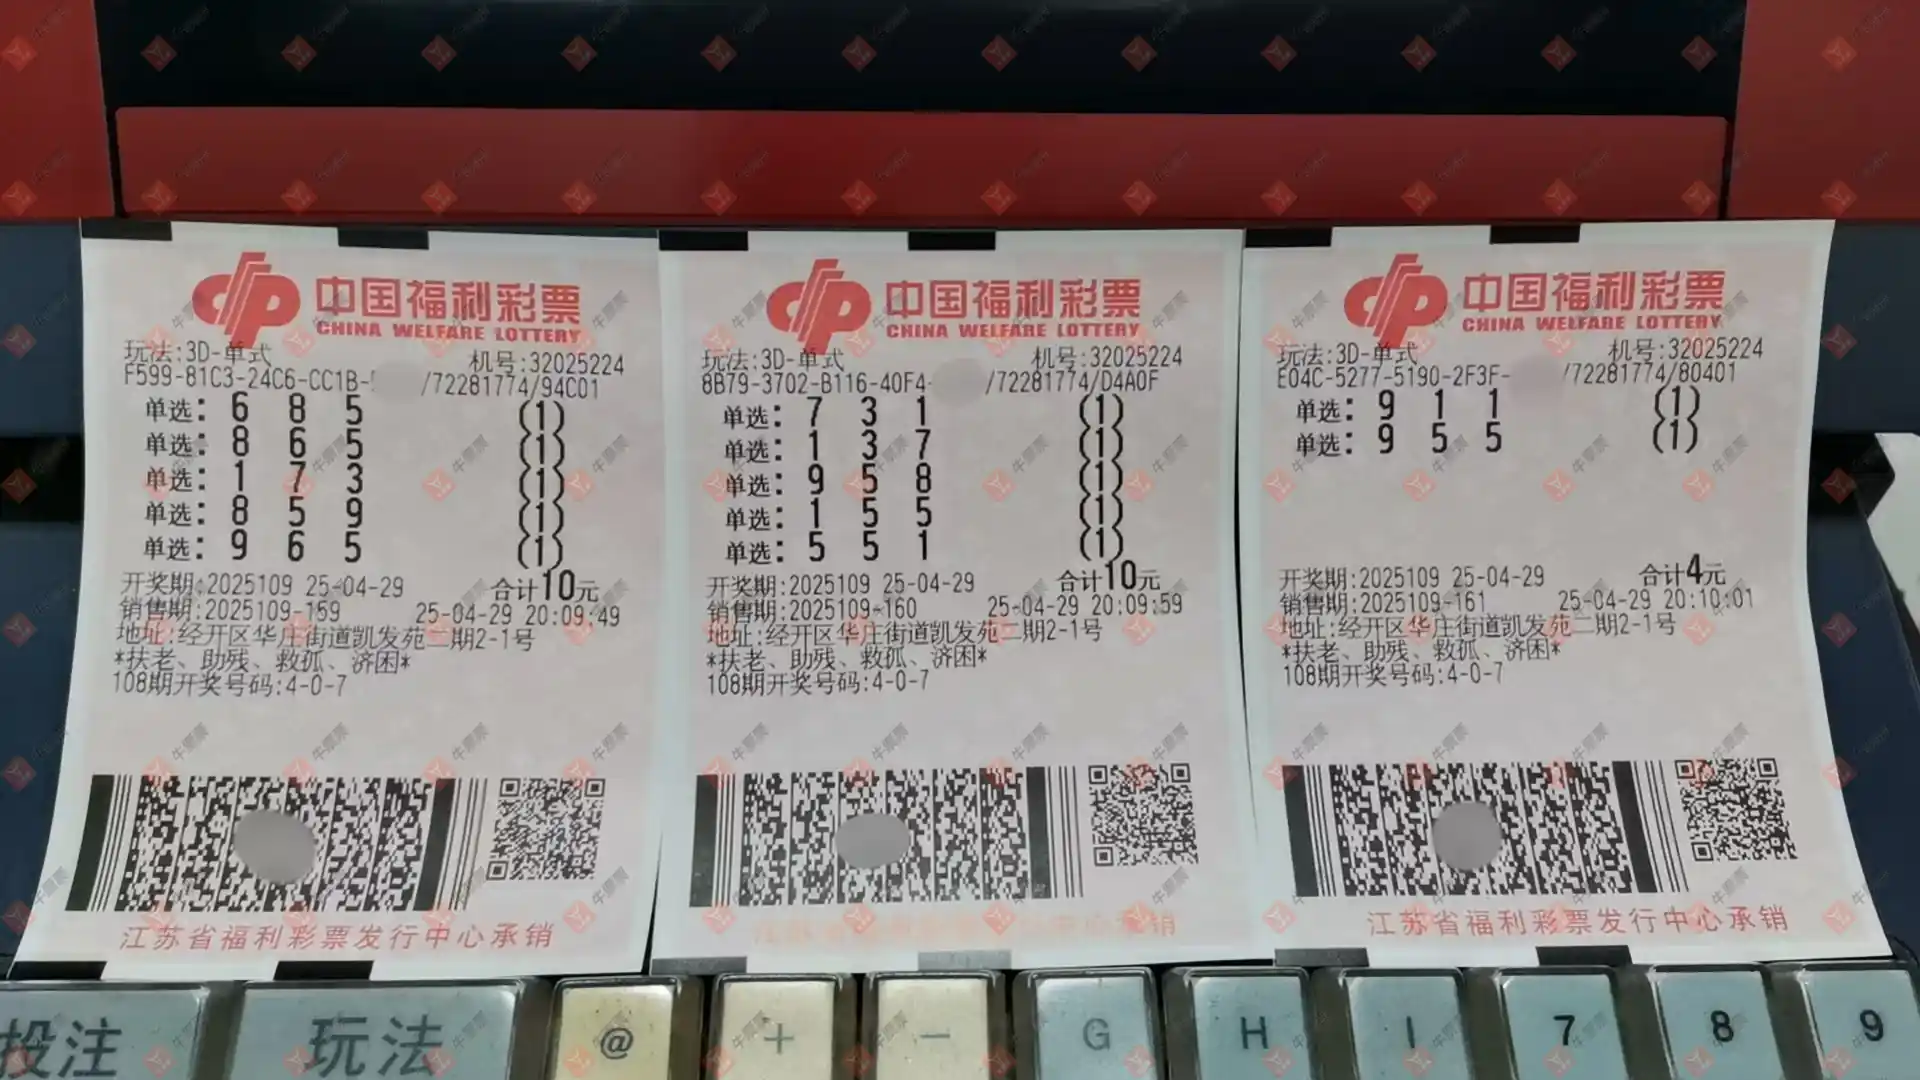 中国福利彩票
CHINA WELFARE LOTTERY
玩法:3D-单式
机号:32025224
F599-81C3-24C6-CC1B- /72281774/94C01
单选: 6 8 5 (1)
单选: 8 6 5 (1)
单选: 1 7 3 (1)
单选: 8 5 9 (1)
单选: 9 6 5 (1)
开奖期:2025109 25-04-29 合计10元
销售期:2025109-159 25-04-29 20:09:49
地址:经开区华庄街道凯发苑二期2-1号
*扶老、助残、救孤、济困*
108期开奖号码:4-0-7
江苏省福利彩票发行中心承销
中国福利彩票
CHINA WELFARE LOTTERY
玩法:3D-单式
机号:32025224
8B79-3702-B116-40F4- /72281774/D4A0F
单选: 7 3 1 (1)
单选: 1 3 7 (1)
单选: 9 5 8 (1)
单选: 1 5 5 (1)
单选: 5 5 1 (1)
开奖期:2025109 25-04-29 合计10元
销售期:2025109-160 25-04-29 20:09:59
地址:经开区华庄街道凯发苑二期2-1号
*扶老、助残、救孤、济困*
108期开奖号码:4-0-7
中国福利彩票
CHINA WELFARE LOTTERY
玩法:3D-单式
机号:32025224
E04C-5277-5190-2F3F- /72281774/80401
单选: 9 1 1 (1)
单选: 9 5 5 (1)
开奖期:2025109 25-04-29 合计4元
销售期:2025109-161 25-04-29 20:10:01
地址:经开区华庄街道凯发苑二期2-1号
*扶老、助残、救孤、济困*
108期开奖号码:4-0-7
江苏省福利彩票发行中心承销
投注 玩法 @ + - G H I 7 8 9